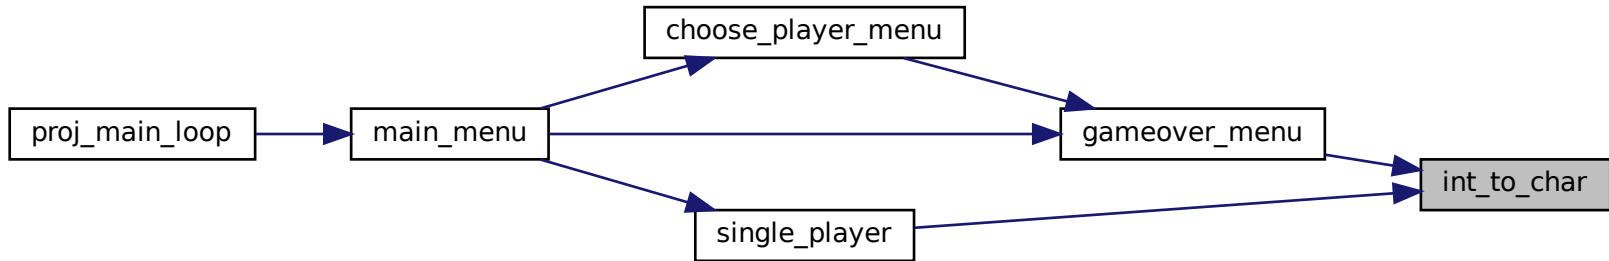 choose_player_menu
proj_main_loop
main_menu
gameover_menu
int_to_char
single_player